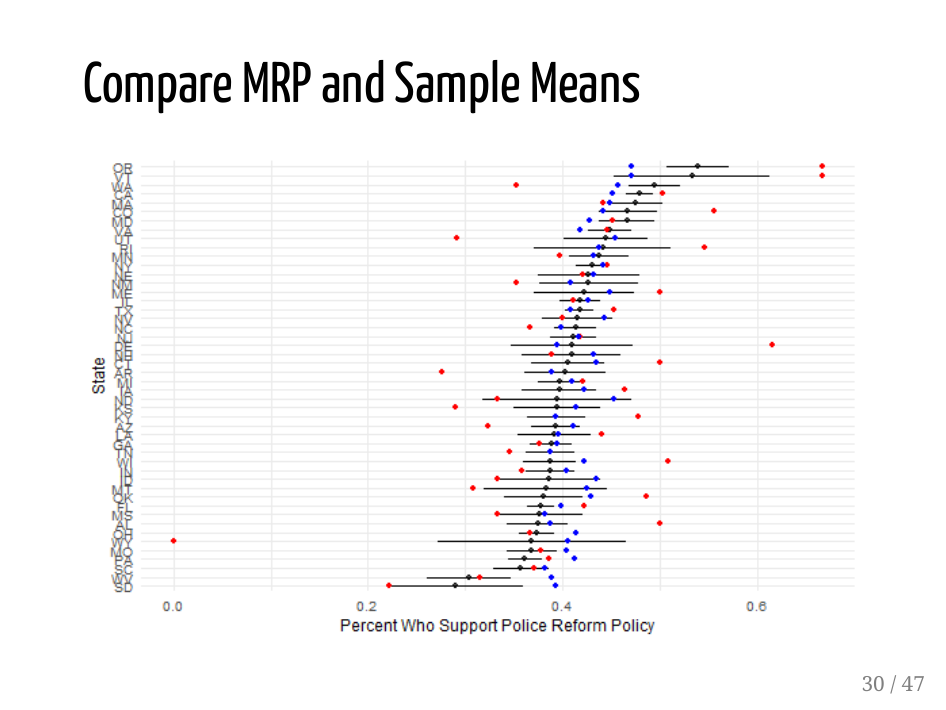 Compare MRP and Sample Means
OR
VT
WA
CA
MA
CO
MD
VA
UT
RI
MN
NY
NE
NM
ME
IL
TX
NV
NC
NJ
DE
NH
CT
AR
MI
IA
ND
KS
KY
AZ
LA
GA
TN
WI
IN
ID
MT
OK
FL
MS
AL
OH
WY
MO
PA
SC
WV
SD
State
0.0 0.2 0.4 0.6
Percent Who Support Police Reform Policy
30 / 47